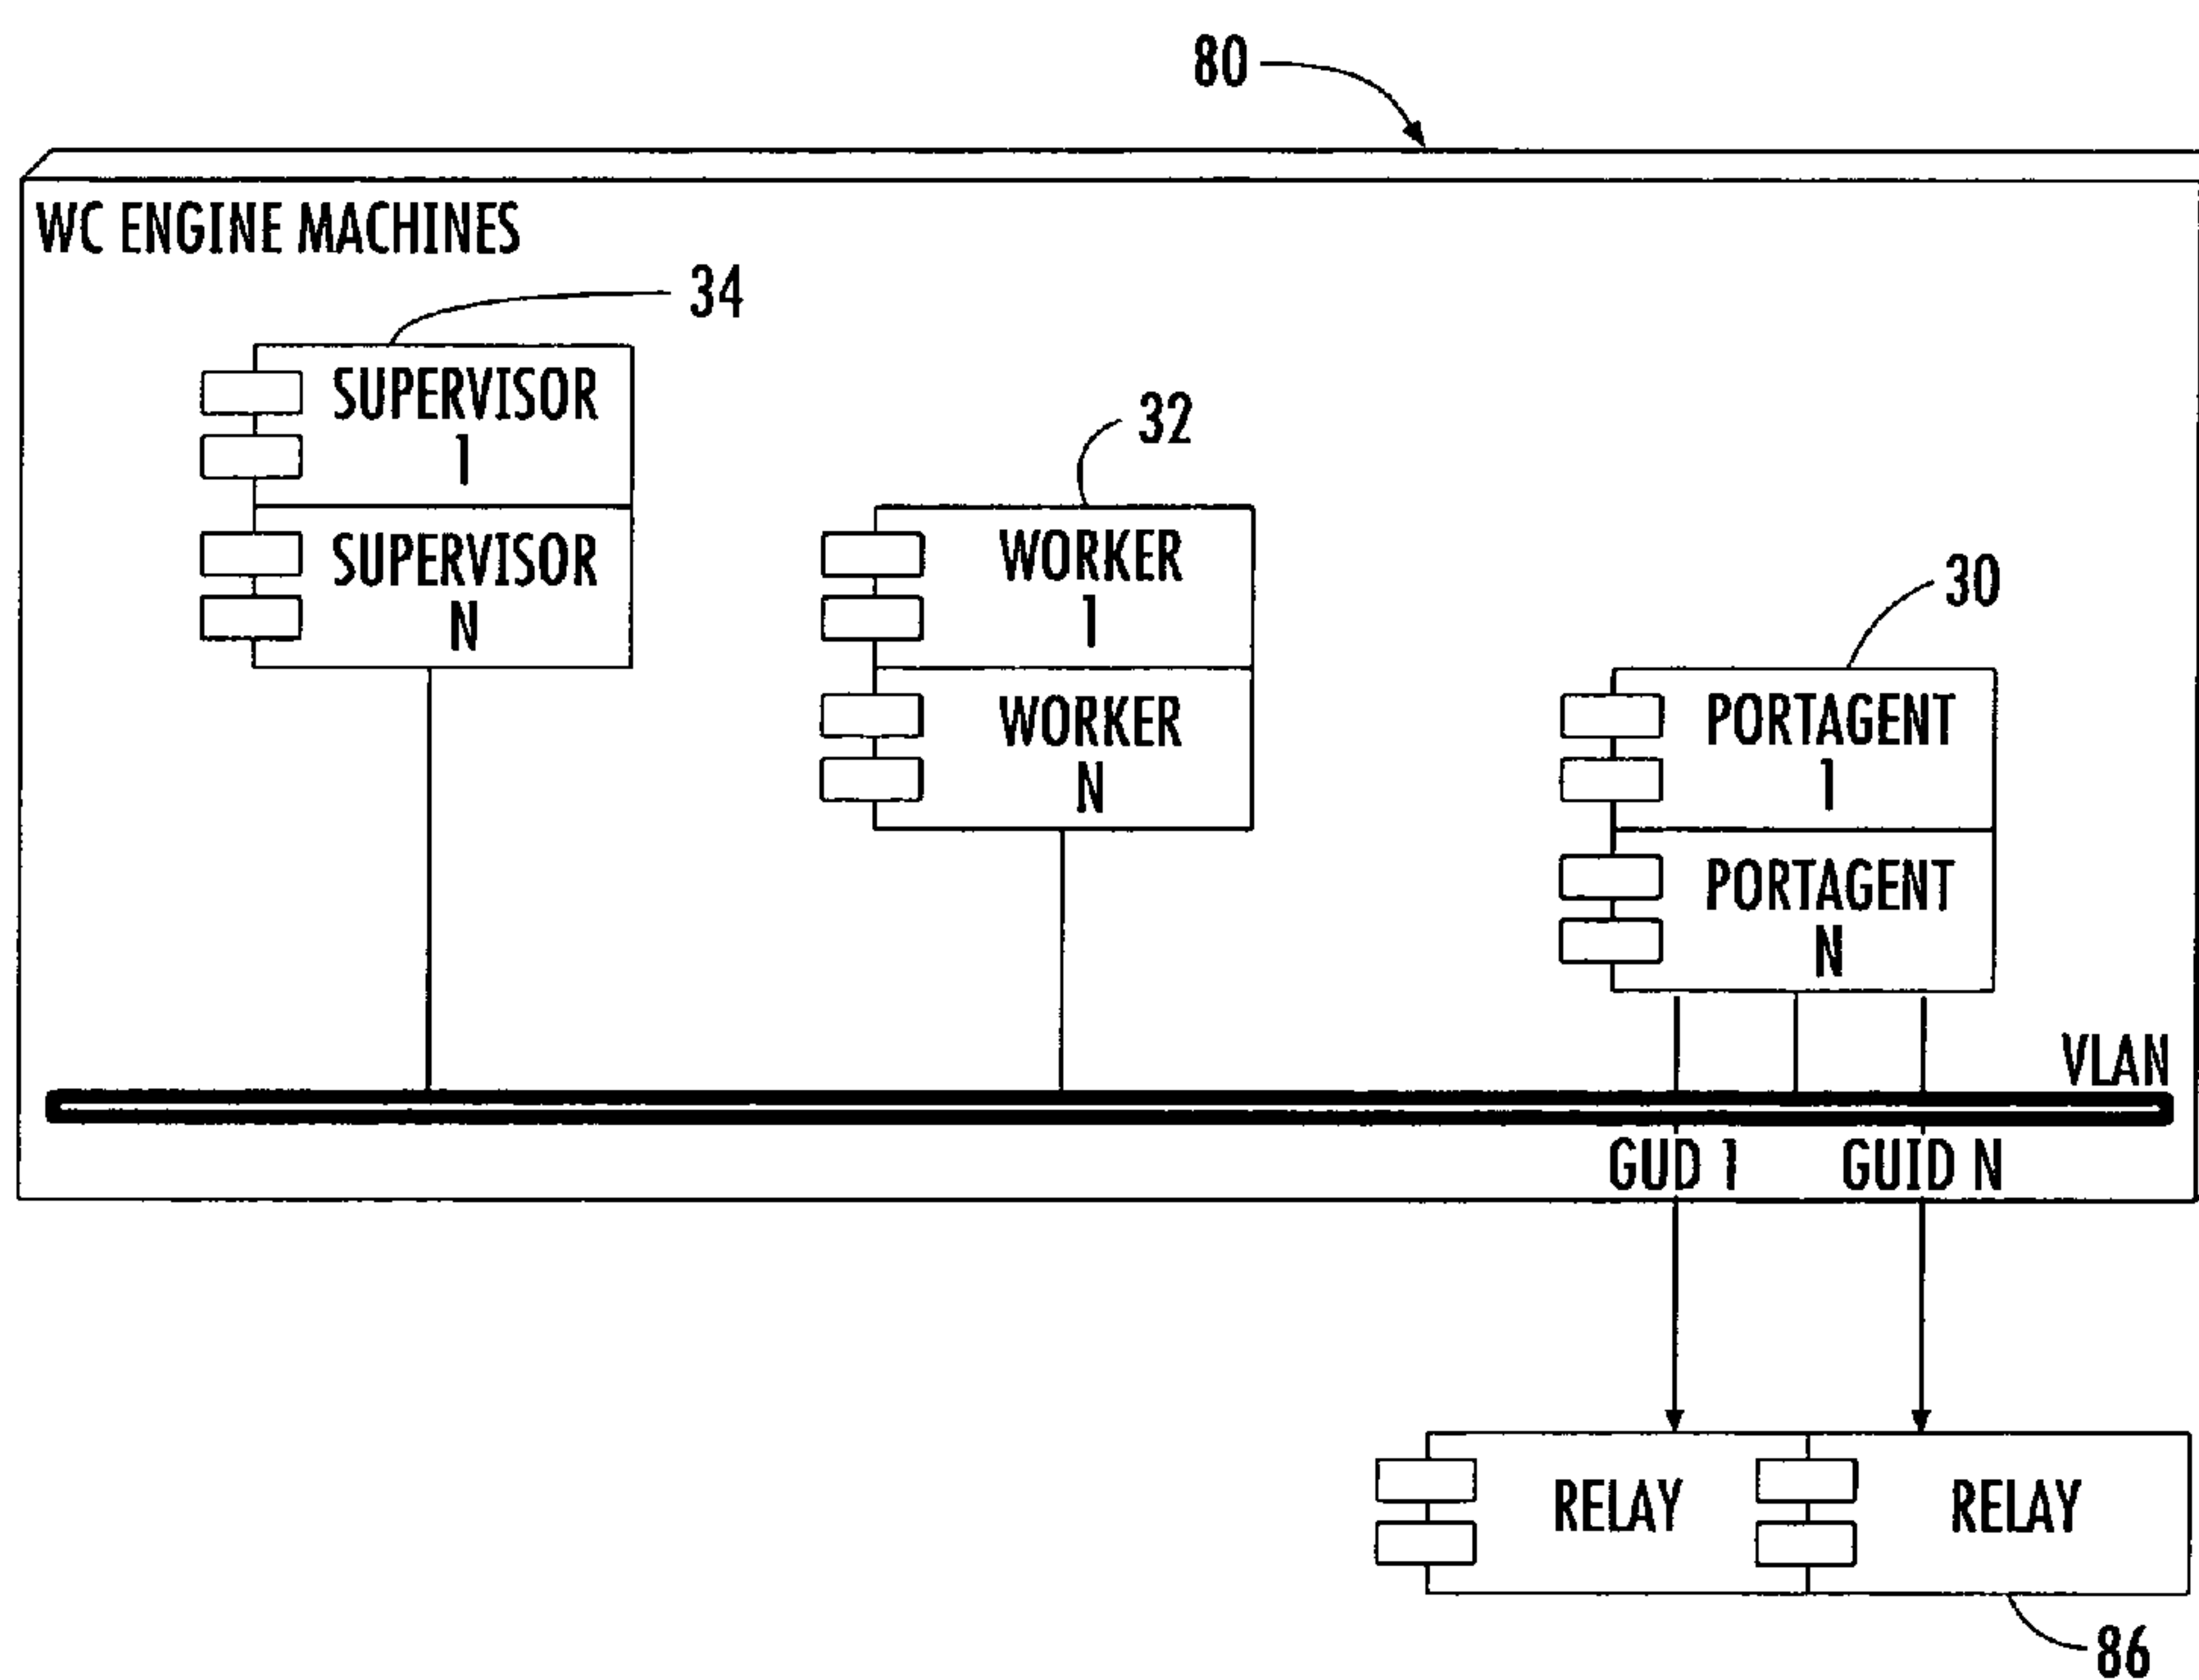 80
WC ENGINE MACHINES
34
SUPERVISOR
1
SUPERVISOR
N
32
WORKER
1
WORKER
N
30
PORTAGENT
1
PORTAGENT
N
VLAN
GUD 1
GUID N
RELAY
RELAY
86